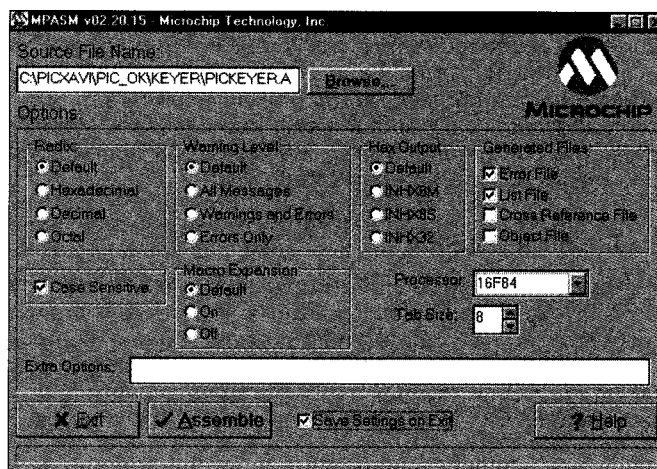 MPASM v02.20.15 - Microchip Technology, Inc.
Source File Name:
C:\PICXAVI\PIC_OK\KEYER\PICKEYER.A
Browse...
MICROCHIP
Options:
Radix:
Default
Hexadecimal
Decimal
Octal
Warning Level
Default
All Messages
Warnings and Errors
Errors Only
Hex Output
Default
INHX8M
INHX8S
INHX32
Generated Files
Error File
List File
Cross Reference File
Object File
Case Sensitive
Macro Expansion
Default
On
Off
Processor:
16F84
Tab Size:
8
Extra Options:
Exit
Assemble
Save Settings on Exit
? Help